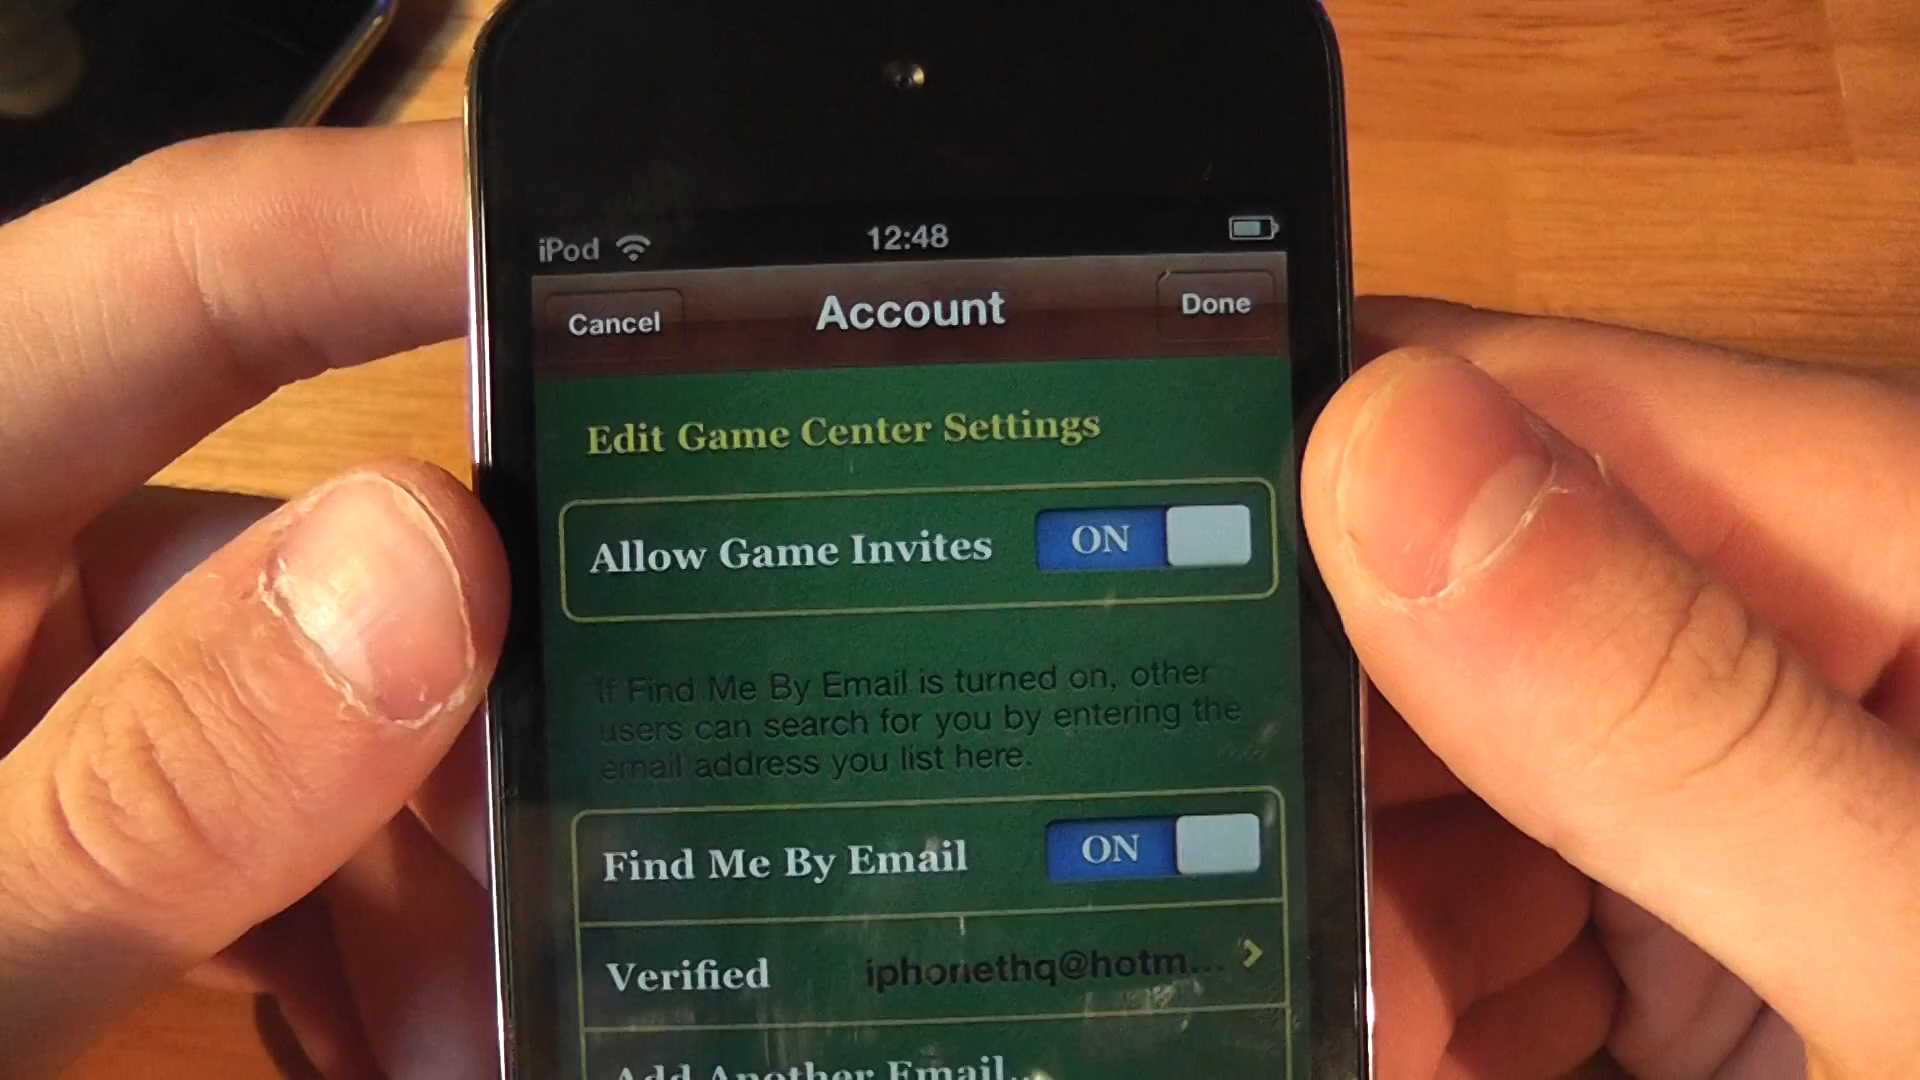 iPod 12:48
Cancel Account Done
Edit Game Center Settings
Allow Game Invites ON
If Find Me By Email is turned on, other
users can search for you by entering the
email address you list here.
Find Me By Email ON
Verified iphonethq@hotm...
Add Another Email...